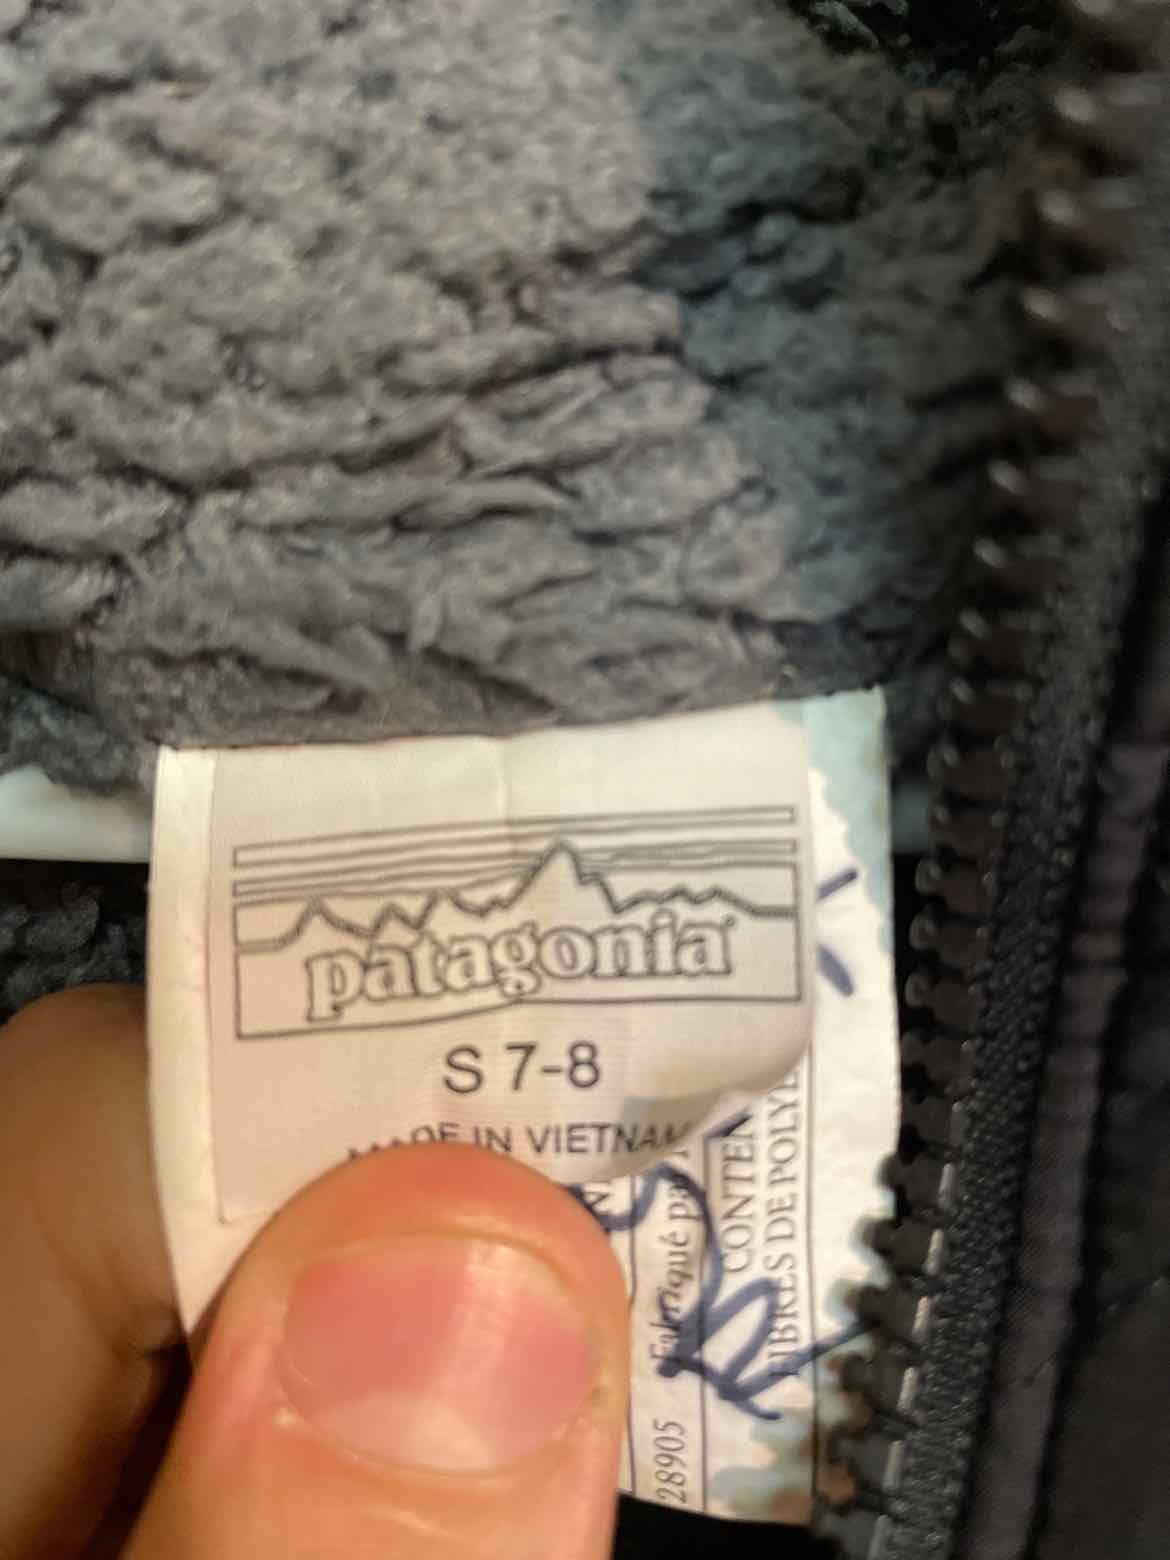 patagonia®
S 7-8
MADE IN VIETNAM
Fabriqué par
CONTEN
FIBRES DE POLYE
28905